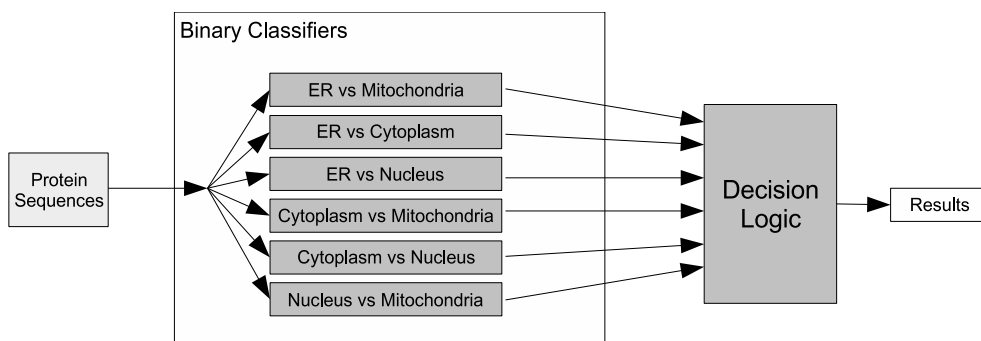 Binary Classifiers
ER vs Mitochondria
ER vs Cytoplasm
ER vs Nucleus
Cytoplasm vs Mitochondria
Cytoplasm vs Nucleus
Nucleus vs Mitochondria
Protein
Sequences
Decision
Logic
Results